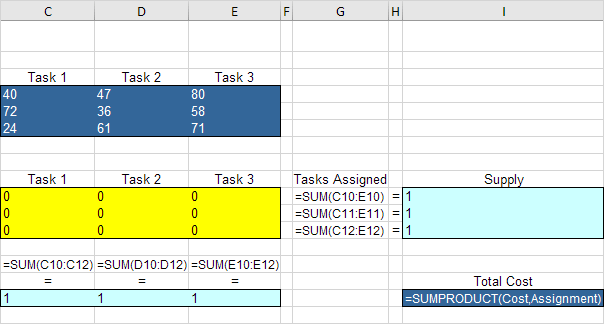 C D E F G H I
Task 1 Task 2 Task 3
40 47 80
72 36 58
24 61 71
Task 1 Task 2 Task 3 Tasks Assigned Supply
0 0 0 =SUM(C10:E10) = 1
0 0 0 =SUM(C11:E11) = 1
0 0 0 =SUM(C12:E12) = 1
=SUM(C10:C12) =SUM(D10:D12) =SUM(E10:E12)
= = = Total Cost
1 1 1 =SUMPRODUCT(Cost,Assignment)